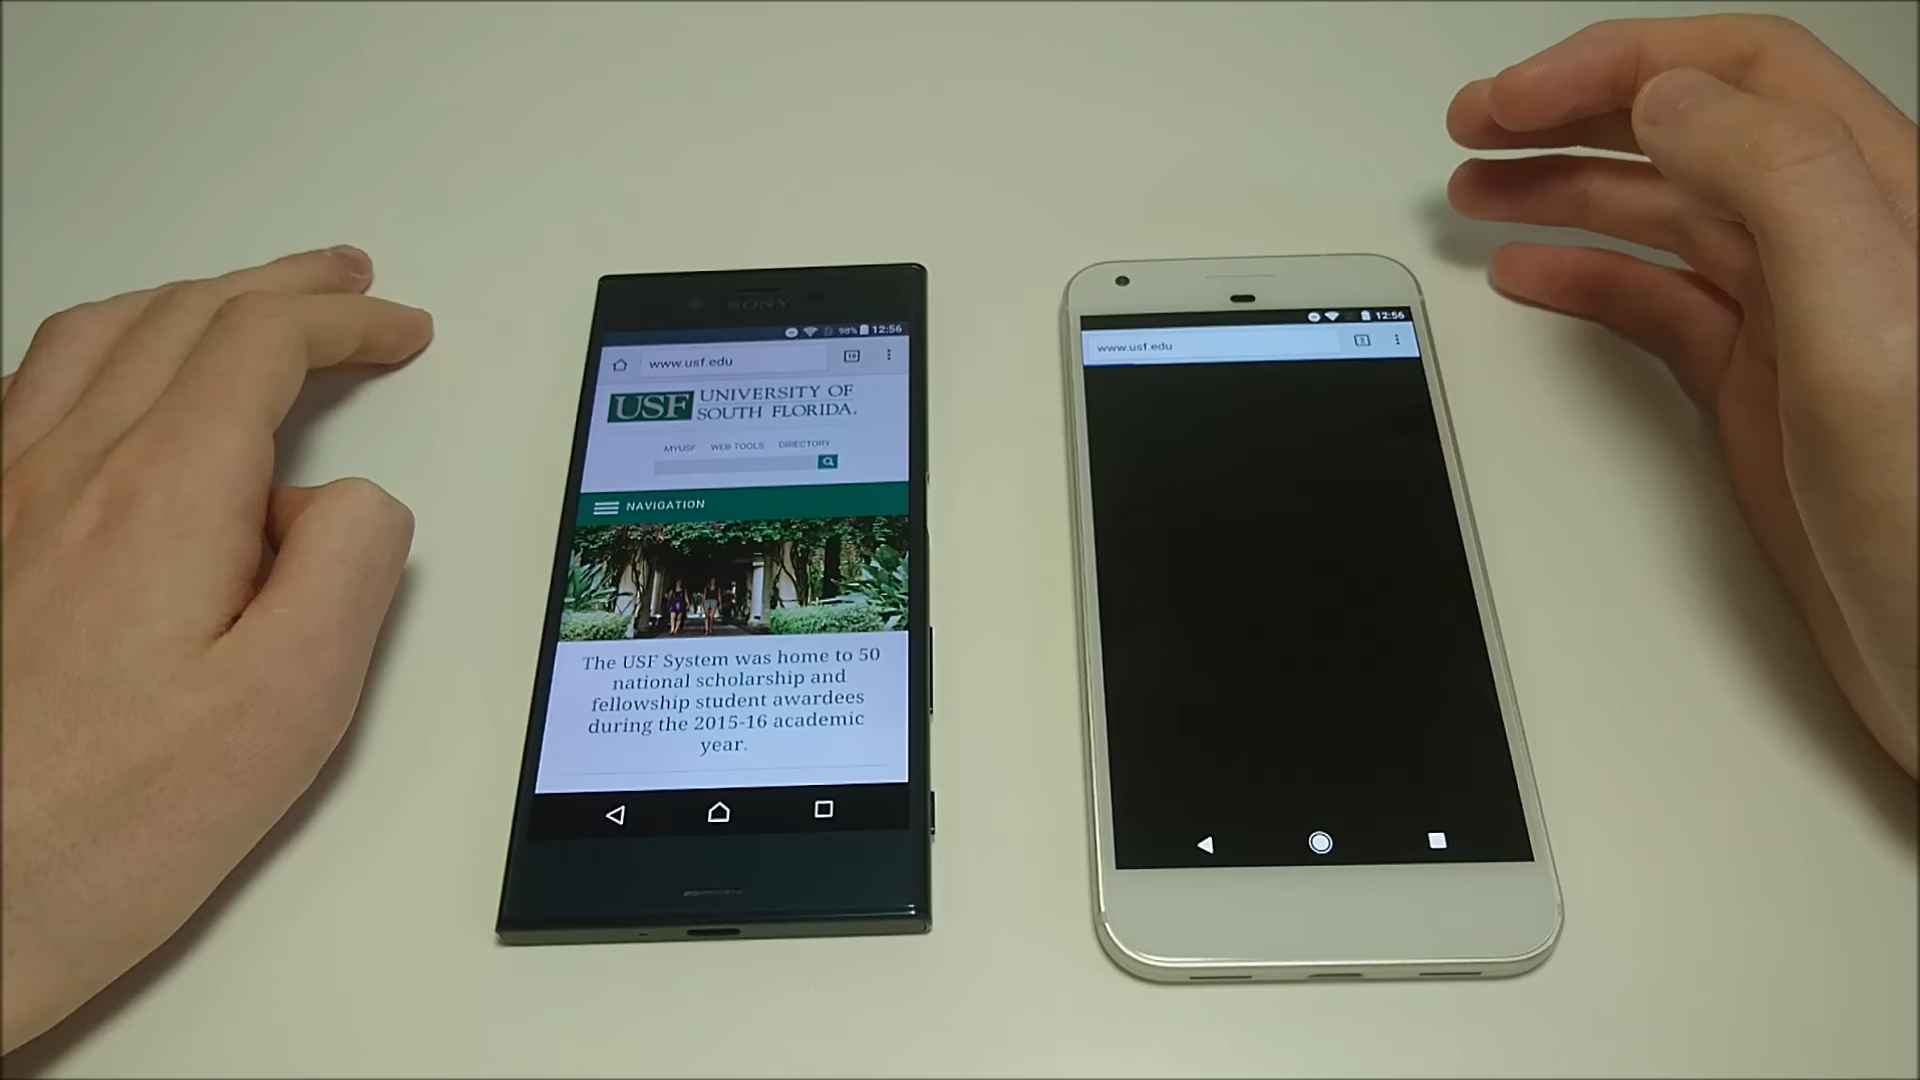 SONY
98% 12:56
www.usf.edu
18
USF UNIVERSITY OF
SOUTH FLORIDA.
MYUSF WEB TOOLS DIRECTORY
NAVIGATION
The USF System was home to 50
national scholarship and
fellowship student awardees
during the 2015-16 academic
year.
12:56
www.usf.edu